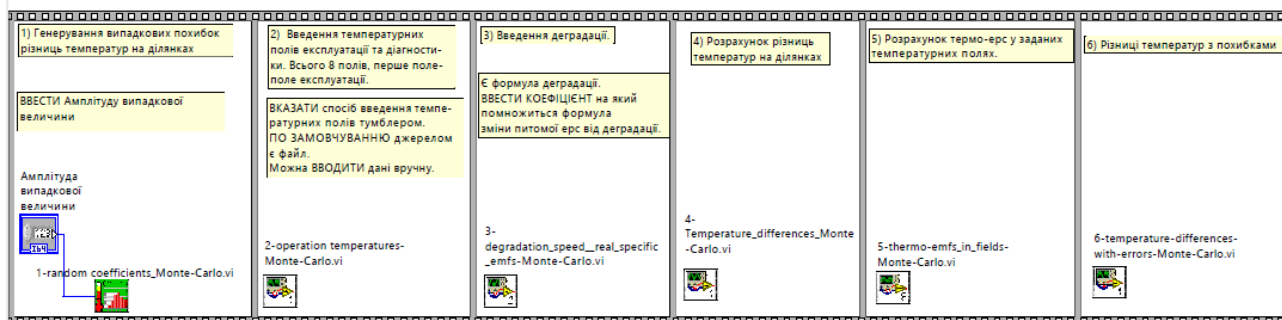 1) Генерування випадкових похибок
різниць температур на ділянках
ВВЕСТИ Амплітуду випадкової
величини
Амплітуда
випадкової
величини
I64
1-random coefficients_Monte-Carlo.vi
2) Введення температурних
полів експлуатації та діагности-
ки. Всього 8 полів, перше поле-
поле експлуатації.
ВКАЗАТИ спосіб введення темпе-
ратурних полів тумблером.
ПО ЗАМОВЧУВАННЮ джерелом
є файл.
Можна ВВОДИТИ дані вручну.
2-operation temperatures-
Monte-Carlo.vi
3) Введення деградації.
Є формула деградації.
ВВЕСТИ КОЕФІЦІЄНТ на який
помножиться формула
зміни питомої ерс від деградації.
3-
degradation_speed__real_specific
_emfs-Monte-Carlo.vi
4) Розрахунок різниць
температур на ділянках
4-
Temperature_differences_Monte
-Carlo.vi
5) Розрахунок термо-ерс у заданих
температурних полях.
5-thermo-emfs_in_fields-
Monte-Carlo.vi
6) Різниці температур з похибками
6-temperature-differences-
with-errors-Monte-Carlo.vi